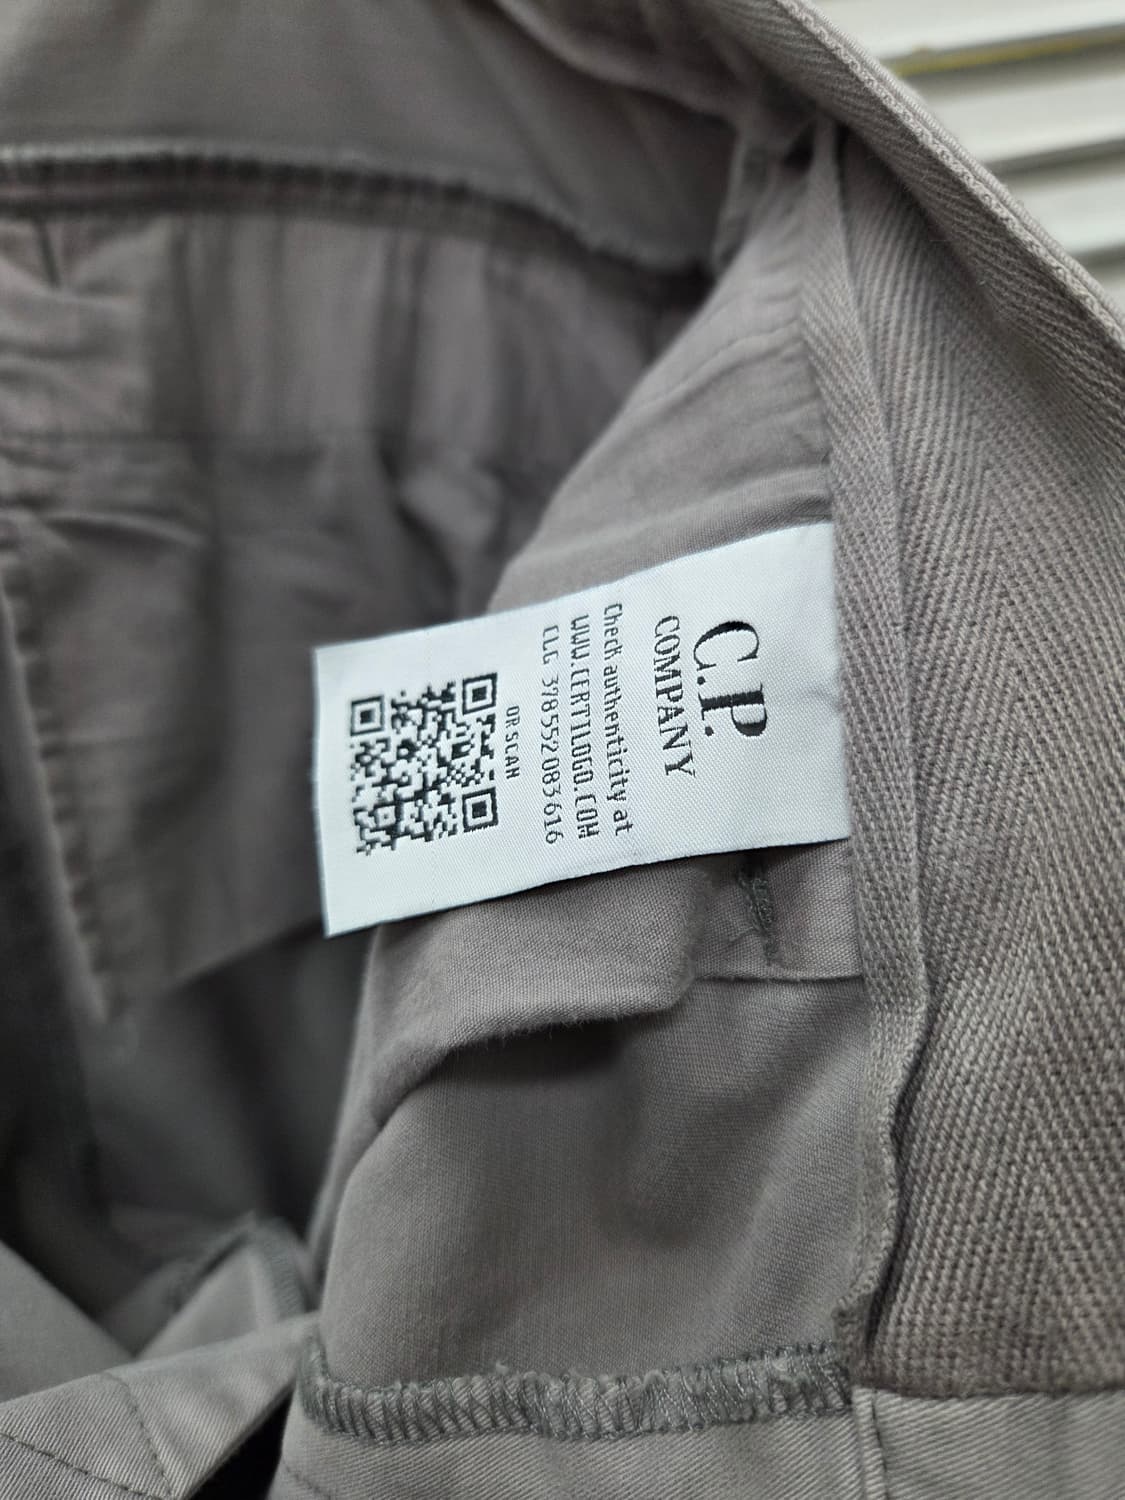 C.P.
COMPANY
Check authenticity at
WWW.CERTILOGO.COM
CLG 378552083616
OR SCAN